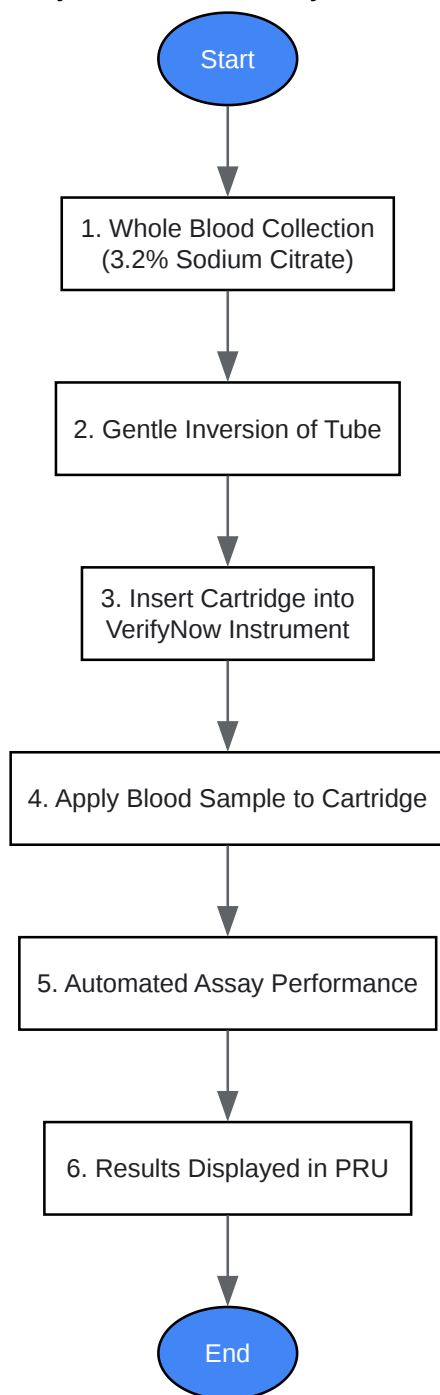 Start
1. Whole Blood Collection
(3.2% Sodium Citrate)
2. Gentle Inversion of Tube
3. Insert Cartridge into
VerifyNow Instrument
4. Apply Blood Sample to Cartridge
5. Automated Assay Performance
6. Results Displayed in PRU
End